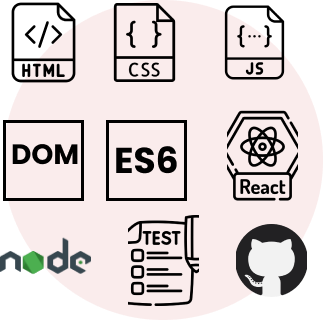 </>
{ }
{...}
HTML
CSS
JS
DOM
ES6
React
node
TEST